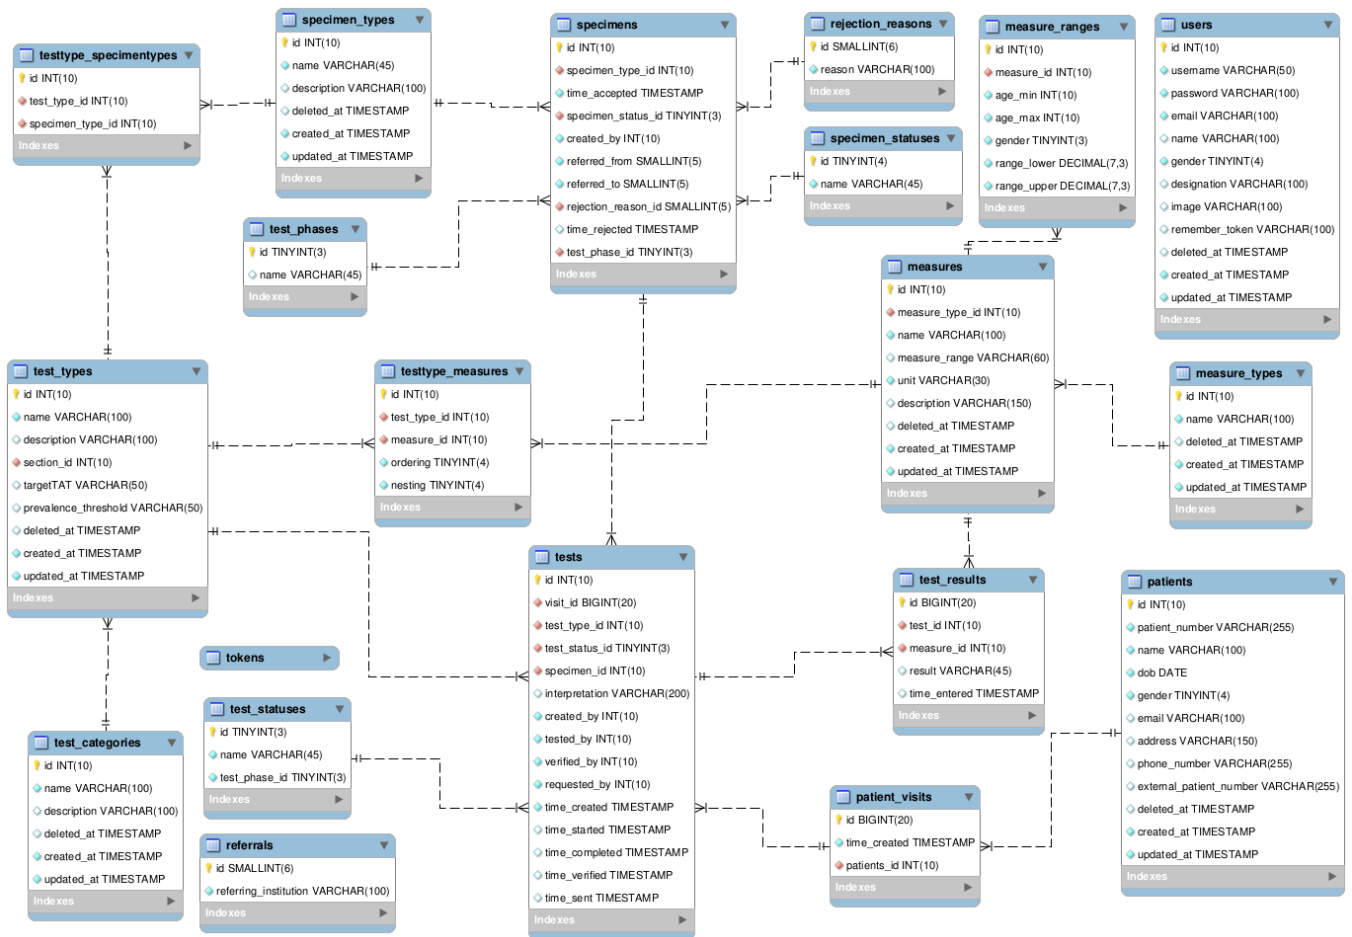 specimen_types
id INT(10)
name VARCHAR(45)
description VARCHAR(100)
deleted_at TIMESTAMP
created_at TIMESTAMP
updated_at TIMESTAMP
Indexes
specimens
id INT(10)
specimen_type_id INT(10)
time_accepted TIMESTAMP
specimen_status_id TINYINT(3)
created_by INT(10)
referred_from SMALLINT(5)
referred_to SMALLINT(5)
rejection_reason_id SMALLINT(5)
time_rejected TIMESTAMP
test_phase_id TINYINT(3)
Indexes
rejection_reasons
id SMALLINT(6)
reason VARCHAR(100)
Indexes
measure_ranges
id INT(10)
measure_id INT(10)
age_min INT(10)
age_max INT(10)
gender TINYINT(3)
range_lower DECIMAL(7,3)
range_upper DECIMAL(7,3)
Indexes
users
id INT(10)
username VARCHAR(50)
password VARCHAR(100)
email VARCHAR(100)
name VARCHAR(100)
gender TINYINT(4)
designation VARCHAR(100)
image VARCHAR(100)
remember_token VARCHAR(100)
deleted_at TIMESTAMP
created_at TIMESTAMP
updated_at TIMESTAMP
Indexes
testtype_specimentypes
id INT(10)
test_type_id INT(10)
specimen_type_id INT(10)
Indexes
specimen_statuses
id TINYINT(4)
name VARCHAR(45)
Indexes
test_phases
id TINYINT(3)
name VARCHAR(45)
Indexes
measures
id INT(10)
measure_type_id INT(10)
name VARCHAR(100)
measure_range VARCHAR(60)
unit VARCHAR(30)
description VARCHAR(150)
deleted_at TIMESTAMP
created_at TIMESTAMP
updated_at TIMESTAMP
Indexes
test_types
id INT(10)
name VARCHAR(100)
description VARCHAR(100)
section_id INT(10)
targetTAT VARCHAR(50)
prevalence_threshold VARCHAR(50)
deleted_at TIMESTAMP
created_at TIMESTAMP
updated_at TIMESTAMP
Indexes
testtype_measures
id INT(10)
test_type_id INT(10)
measure_id INT(10)
ordering TINYINT(4)
nesting TINYINT(4)
Indexes
measure_types
id INT(10)
name VARCHAR(100)
deleted_at TIMESTAMP
created_at TIMESTAMP
updated_at TIMESTAMP
Indexes
tests
id INT(10)
visit_id BIGINT(20)
test_type_id INT(10)
test_status_id TINYINT(3)
specimen_id INT(10)
interpretation VARCHAR(200)
created_by INT(10)
tested_by INT(10)
verified_by INT(10)
requested_by INT(10)
time_created TIMESTAMP
time_started TIMESTAMP
time_completed TIMESTAMP
time_verified TIMESTAMP
time_sent TIMESTAMP
Indexes
test_results
id BIGINT(20)
test_id INT(10)
measure_id INT(10)
result VARCHAR(45)
time_entered TIMESTAMP
Indexes
patients
id INT(10)
patient_number VARCHAR(255)
name VARCHAR(100)
dob DATE
gender TINYINT(4)
email VARCHAR(100)
address VARCHAR(150)
phone_number VARCHAR(255)
external_patient_number VARCHAR(255)
deleted_at TIMESTAMP
created_at TIMESTAMP
updated_at TIMESTAMP
Indexes
tokens
test_statuses
id TINYINT(3)
name VARCHAR(45)
test_phase_id TINYINT(3)
Indexes
test_categories
id INT(10)
name VARCHAR(100)
description VARCHAR(100)
deleted_at TIMESTAMP
created_at TIMESTAMP
updated_at TIMESTAMP
Indexes
patient_visits
id BIGINT(20)
time_created TIMESTAMP
patients_id INT(10)
Indexes
referrals
id SMALLINT(6)
referring_institution VARCHAR(100)
Indexes